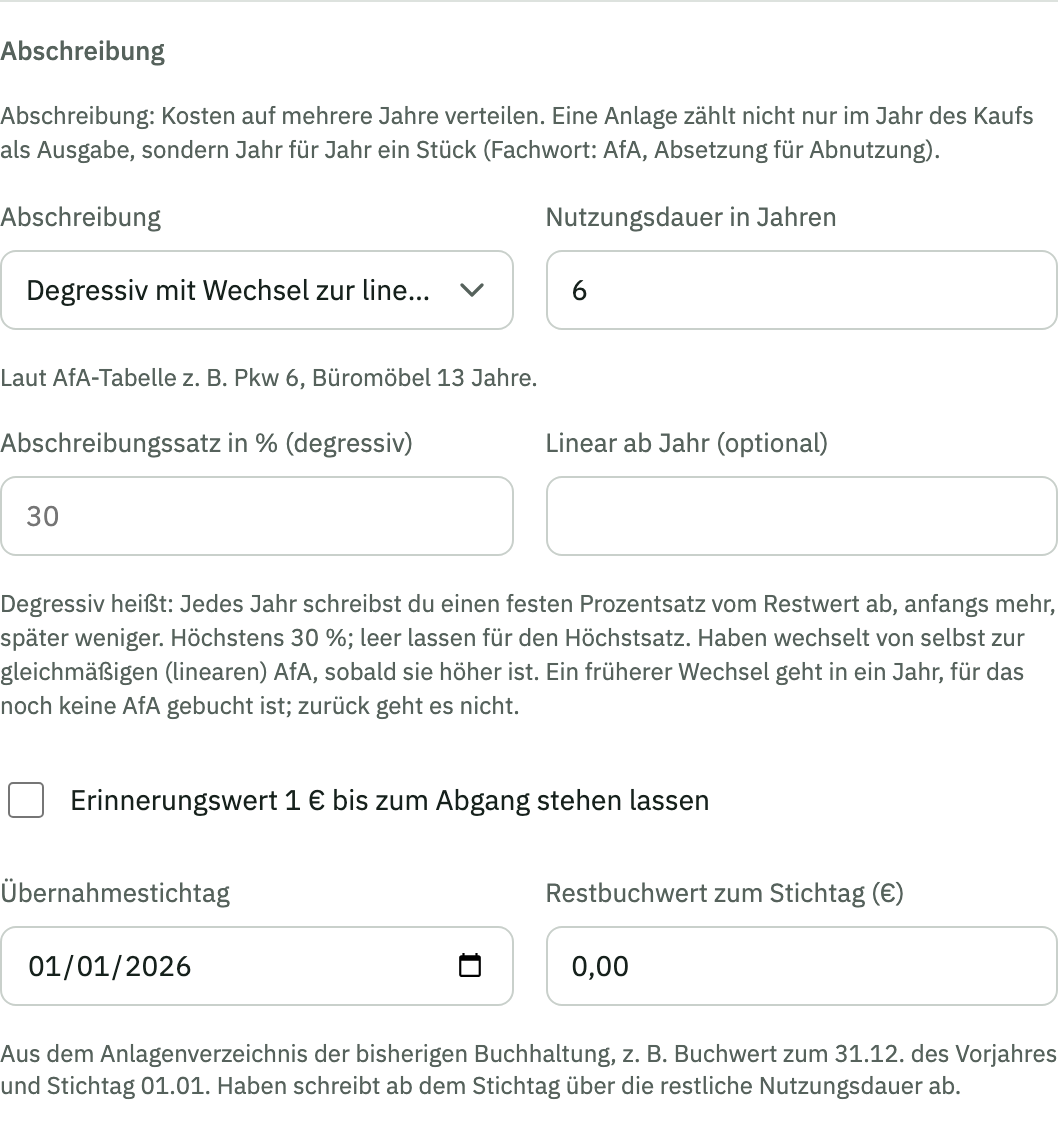 Abschreibung
Abschreibung: Kosten auf mehrere Jahre verteilen. Eine Anlage zählt nicht nur im Jahr des Kaufs
als Ausgabe, sondern Jahr für Jahr ein Stück (Fachwort: AfA, Absetzung für Abnutzung).
Abschreibung
Nutzungsdauer in Jahren
Degressiv mit Wechsel zur line...
6
Laut AfA-Tabelle z. B. Pkw 6, Büromöbel 13 Jahre.
Abschreibungssatz in % (degressiv)
Linear ab Jahr (optional)
30
Degressiv heißt: Jedes Jahr schreibst du einen festen Prozentsatz vom Restwert ab, anfangs mehr,
später weniger. Höchstens 30 %; leer lassen für den Höchstsatz. Haben wechselt von selbst zur
gleichmäßigen (linearen) AfA, sobald sie höher ist. Ein früherer Wechsel geht in ein Jahr, für das
noch keine AfA gebucht ist; zurück geht es nicht.
Erinnerungswert 1 € bis zum Abgang stehen lassen
Übernahmestichtag
Restbuchwert zum Stichtag (€)
01/01/2026
0,00
Aus dem Anlagenverzeichnis der bisherigen Buchhaltung, z. B. Buchwert zum 31.12. des Vorjahres
und Stichtag 01.01. Haben schreibt ab dem Stichtag über die restliche Nutzungsdauer ab.